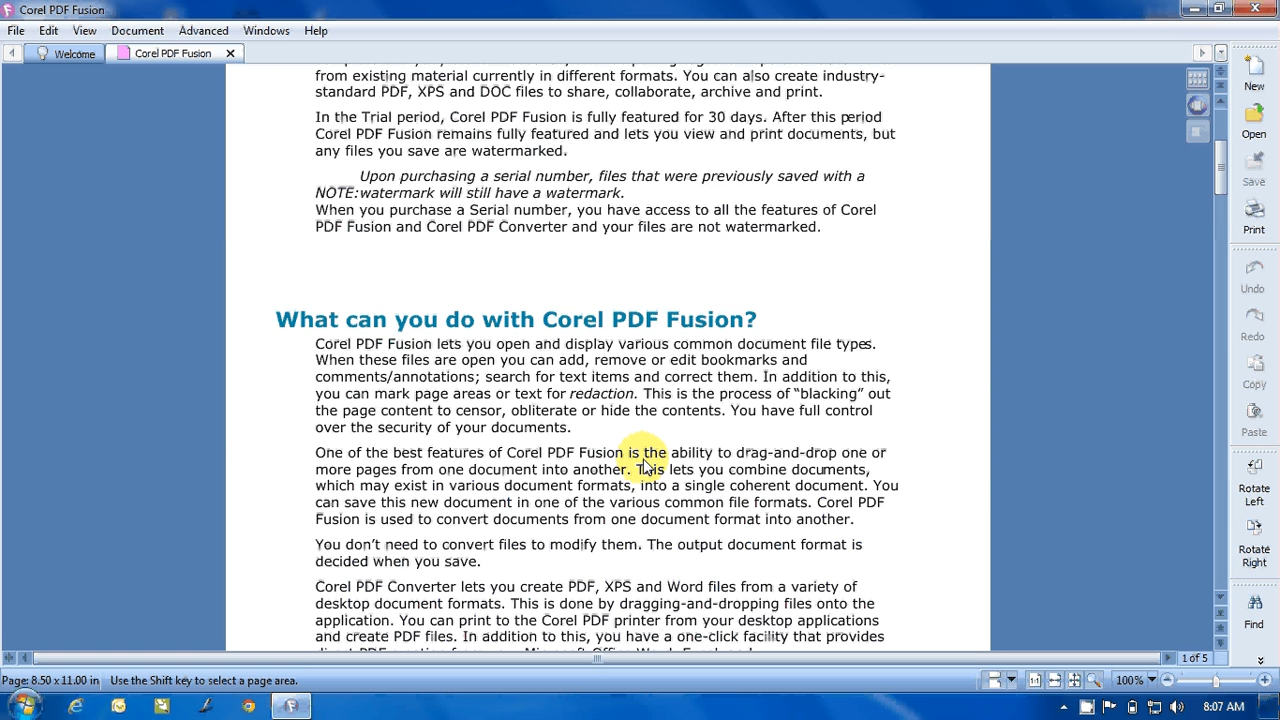 Corel PDF Fusion
File Edit View Document Advanced Windows Help
Welcome Corel PDF Fusion
from existing material currently in different formats. You can also create industry-
standard PDF, XPS and DOC files to share, collaborate, archive and print.
In the Trial period, Corel PDF Fusion is fully featured for 30 days. After this period
Corel PDF Fusion remains fully featured and lets you view and print documents, but
any files you save are watermarked.
Upon purchasing a serial number, files that were previously saved with a
NOTE:watermark will still have a watermark.
When you purchase a Serial number, you have access to all the features of Corel
PDF Fusion and Corel PDF Converter and your files are not watermarked.
What can you do with Corel PDF Fusion?
Corel PDF Fusion lets you open and display various common document file types.
When these files are open you can add, remove or edit bookmarks and
comments/annotations; search for text items and correct them. In addition to this,
you can mark page areas or text for redaction. This is the process of “blacking” out
the page content to censor, obliterate or hide the contents. You have full control
over the security of your documents.
One of the best features of Corel PDF Fusion is the ability to drag-and-drop one or
more pages from one document into another. This lets you combine documents,
which may exist in various document formats, into a single coherent document. You
can save this new document in one of the various common file formats. Corel PDF
Fusion is used to convert documents from one document format into another.
You don’t need to convert files to modify them. The output document format is
decided when you save.
Corel PDF Converter lets you create PDF, XPS and Word files from a variety of
desktop document formats. This is done by dragging-and-dropping files onto the
application. You can print to the Corel PDF printer from your desktop applications
and create PDF files. In addition to this, you have a one-click facility that provides
New
Open
Save
Print
Undo
Redo
Copy
Paste
Rotate
Left
Rotate
Right
Find
1 of 5
Page: 8.50 x 11.00 in Use the Shift key to select a page area.
1:1
100%
8:07 AM